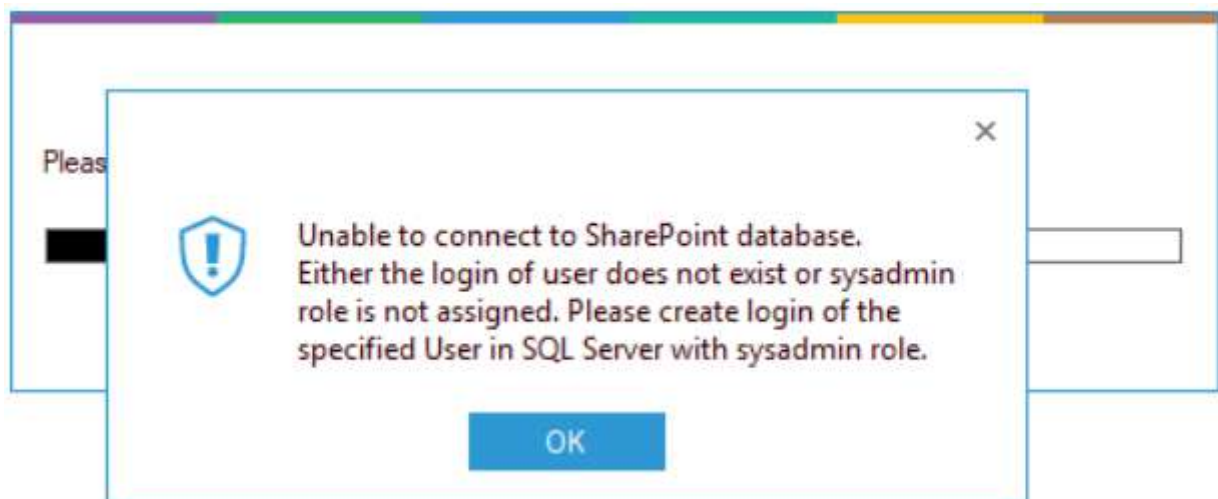 Pleas
Unable to connect to SharePoint database.
Either the login of user does not exist or sysadmin
role is not assigned. Please create login of the
specified User in SQL Server with sysadmin role.
OK